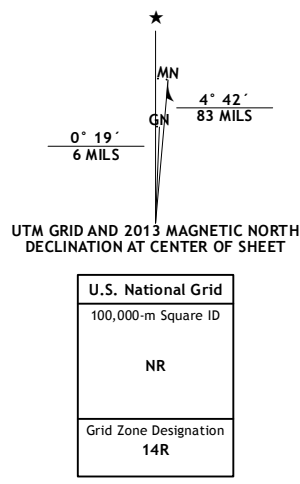 ★
MN
4° 42´
83 MILS
GN
0° 19´
6 MILS
UTM GRID AND 2013 MAGNETIC NORTH
DECLINATION AT CENTER OF SHEET
U.S. National Grid
100,000-m Square ID
NR
Grid Zone Designation
14R